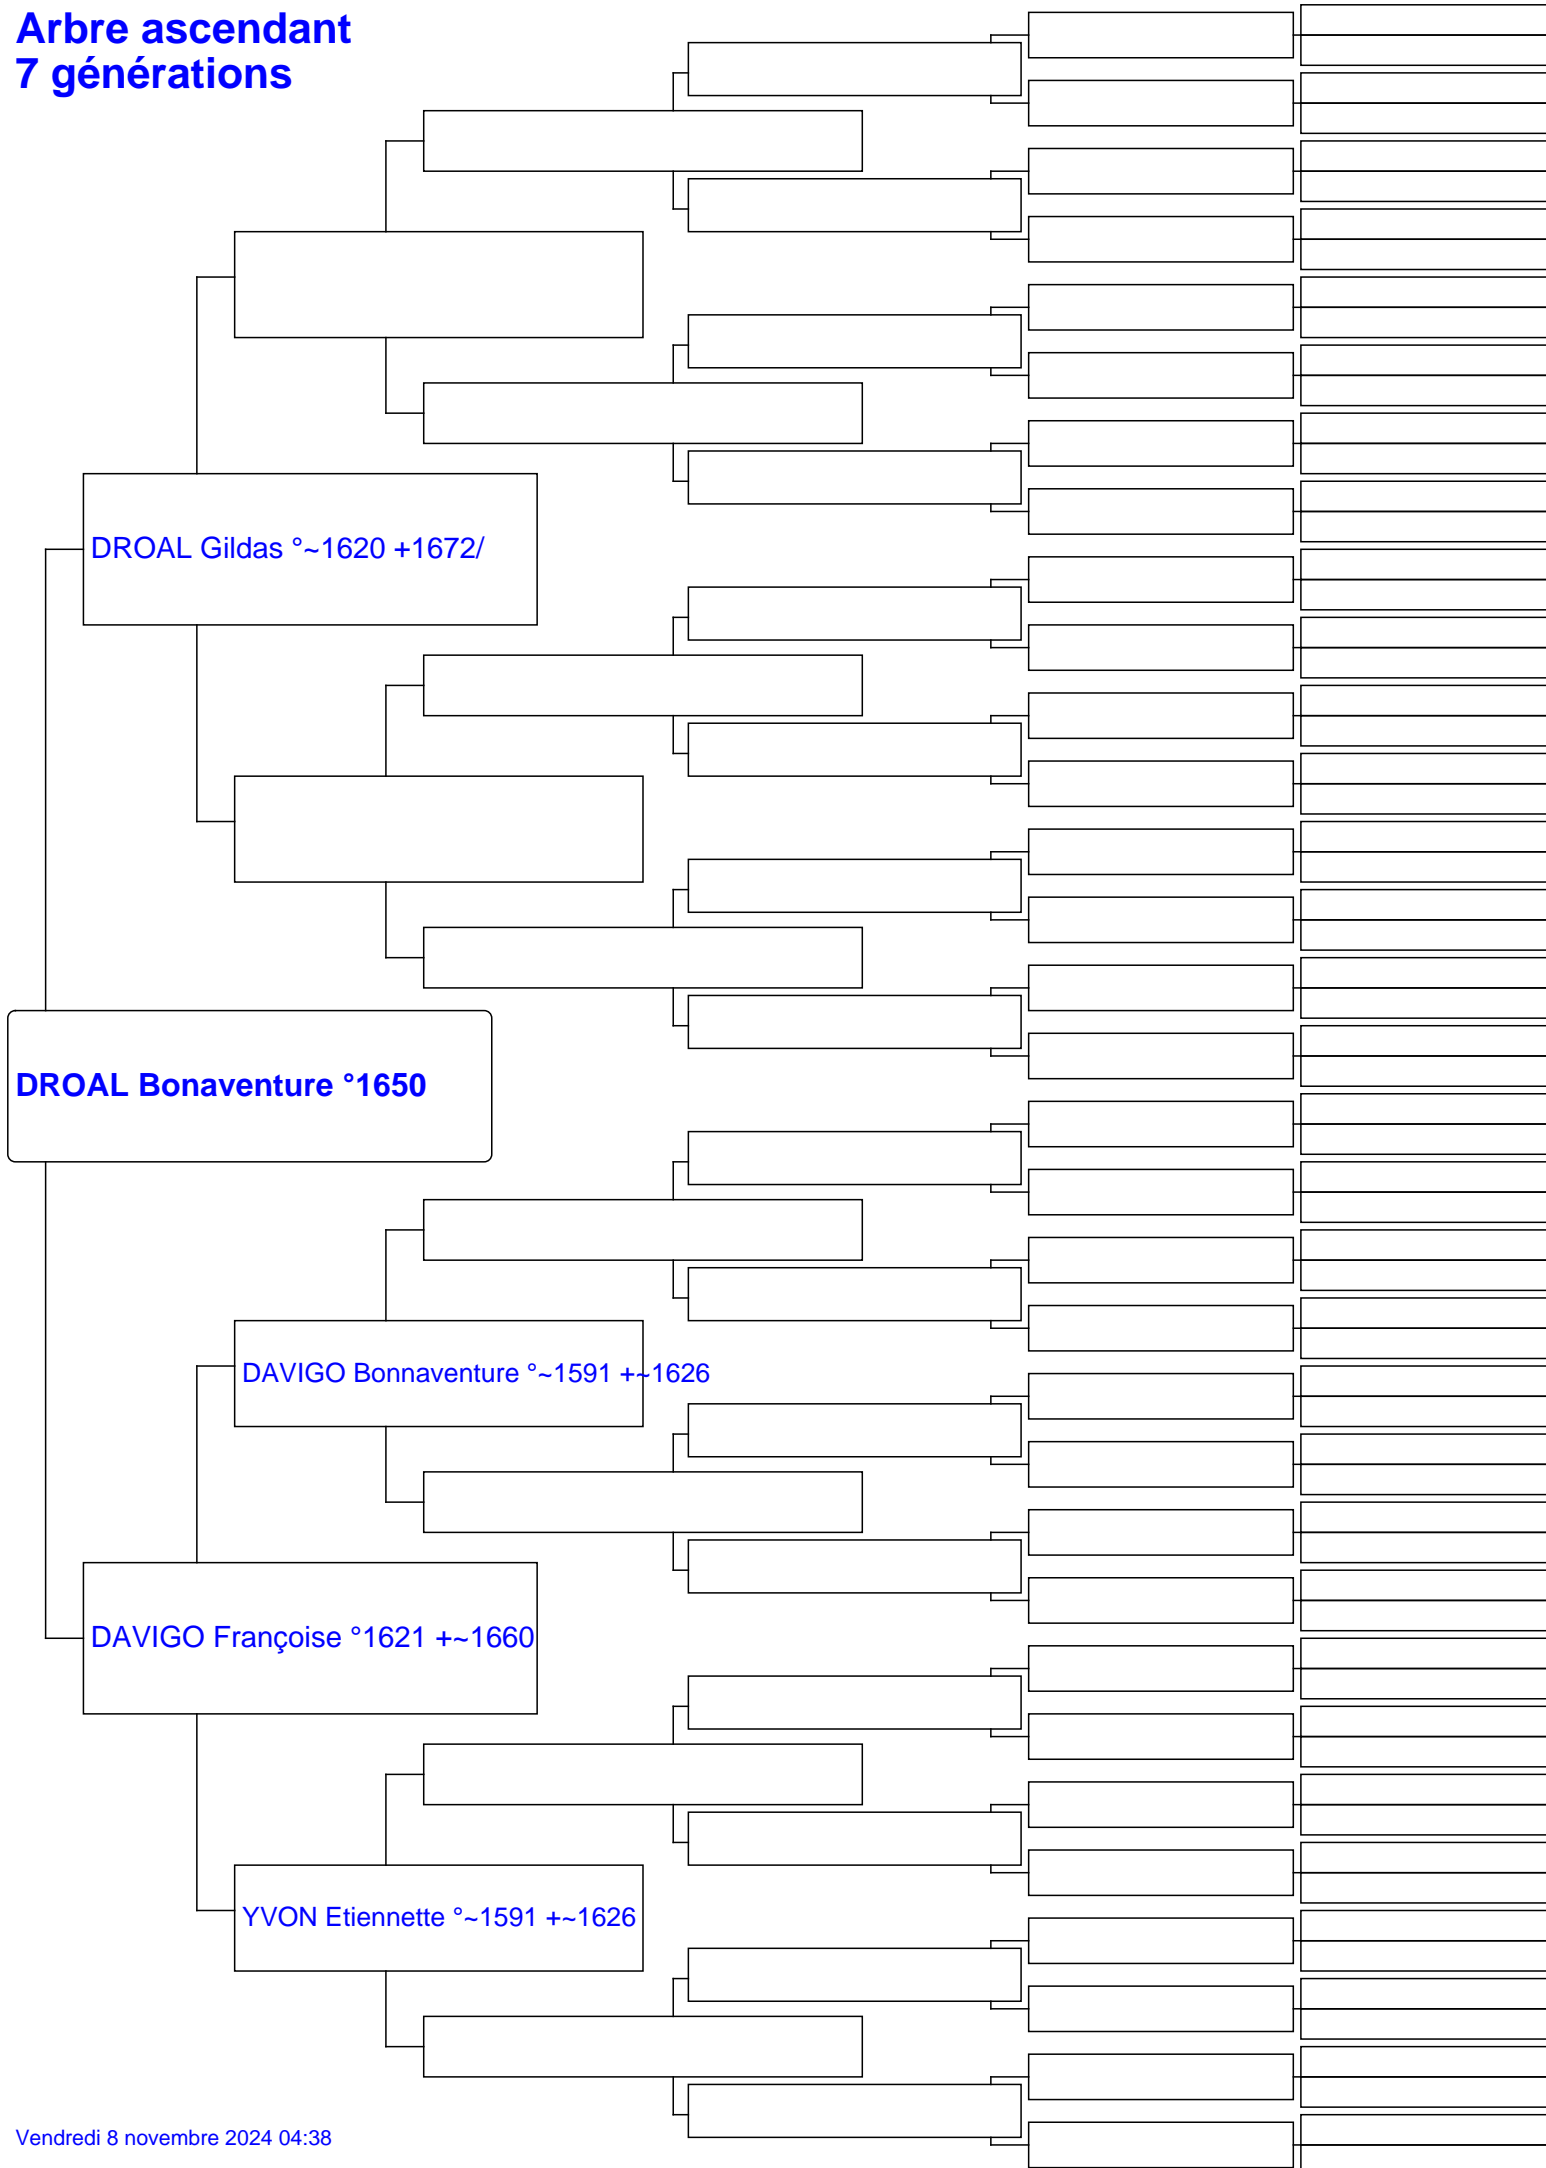 Arbre ascendant
7 générations
DROAL Gildas °~1620 +1672/
DROAL Bonaventure °1650
DAVIGO Bonnaventure °~1591 +~1626
DAVIGO Françoise °1621 +~1660
YVON Etiennette °~1591 +~1626
Vendredi 8 novembre 2024 04:38